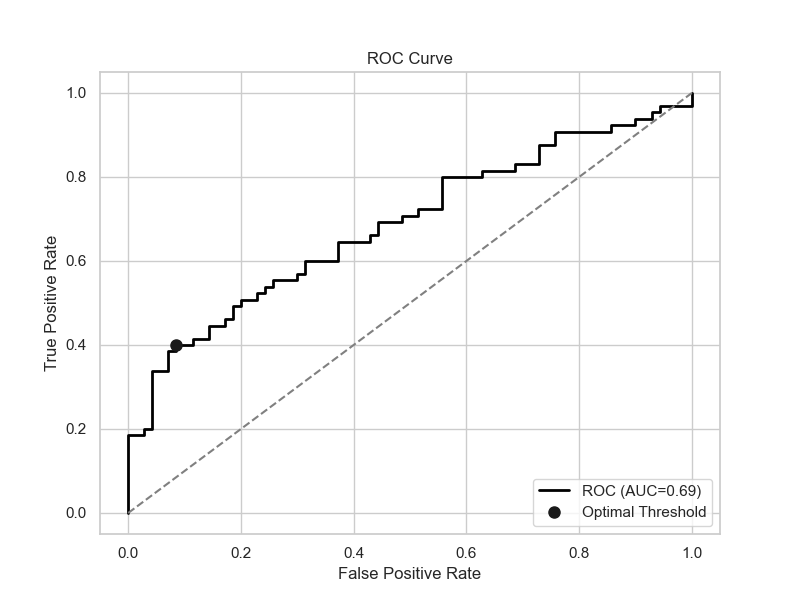 ROC Curve
1.0
0.8
0.6
0.4
0.2
0.0
True Positive Rate
0.0 0.2 0.4 0.6 0.8 1.0
False Positive Rate
ROC (AUC=0.69)
Optimal Threshold